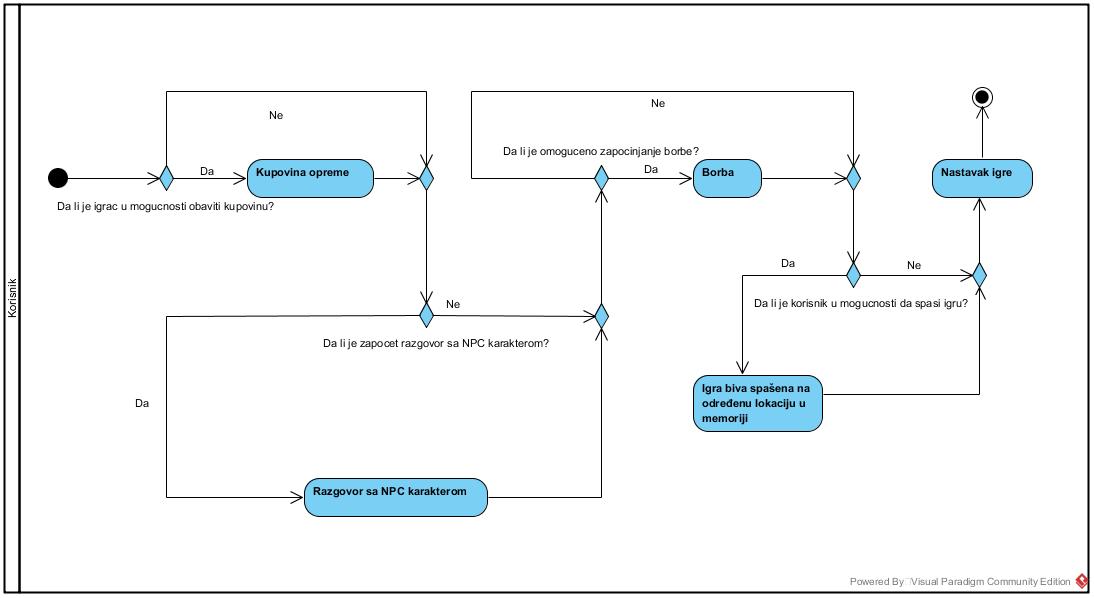 Korisnik
Ne
Da
Kupovina opreme
Da li je igrac u mogucnosti obaviti kupovinu?
Ne
Da li je zapocet razgovor sa NPC karakterom?
Da
Razgovor sa NPC karakterom
Ne
Da li je omoguceno zapocinjanje borbe?
Da
Borba
Nastavak igre
Da
Ne
Da li je korisnik u mogucnosti da spasi igru?
Igra biva spašena na
određenu lokaciju u
memoriji
Powered By Visual Paradigm Community Edition